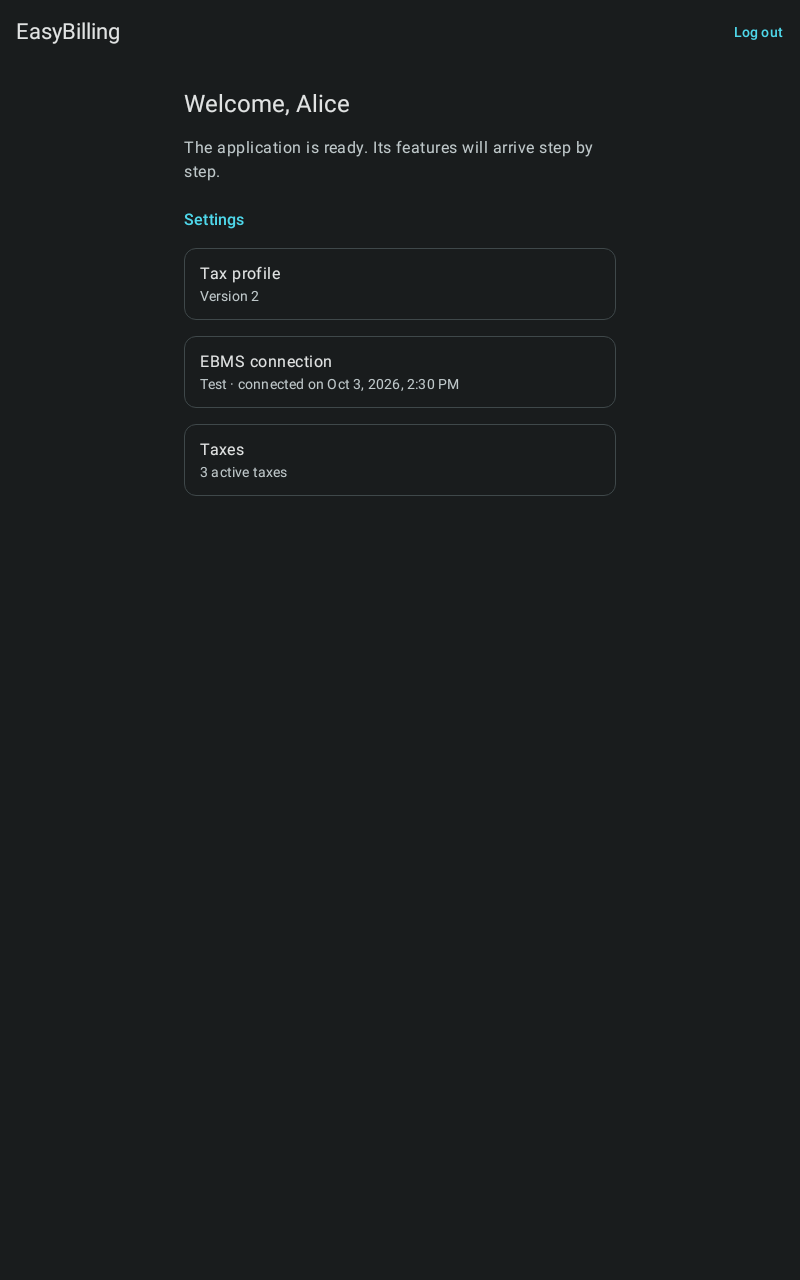 EasyBilling
Log out
Welcome, Alice
The application is ready. Its features will arrive step by
step.
Settings
Tax profile
Version 2
EBMS connection
Test · connected on Oct 3, 2026, 2:30 PM
Taxes
3 active taxes